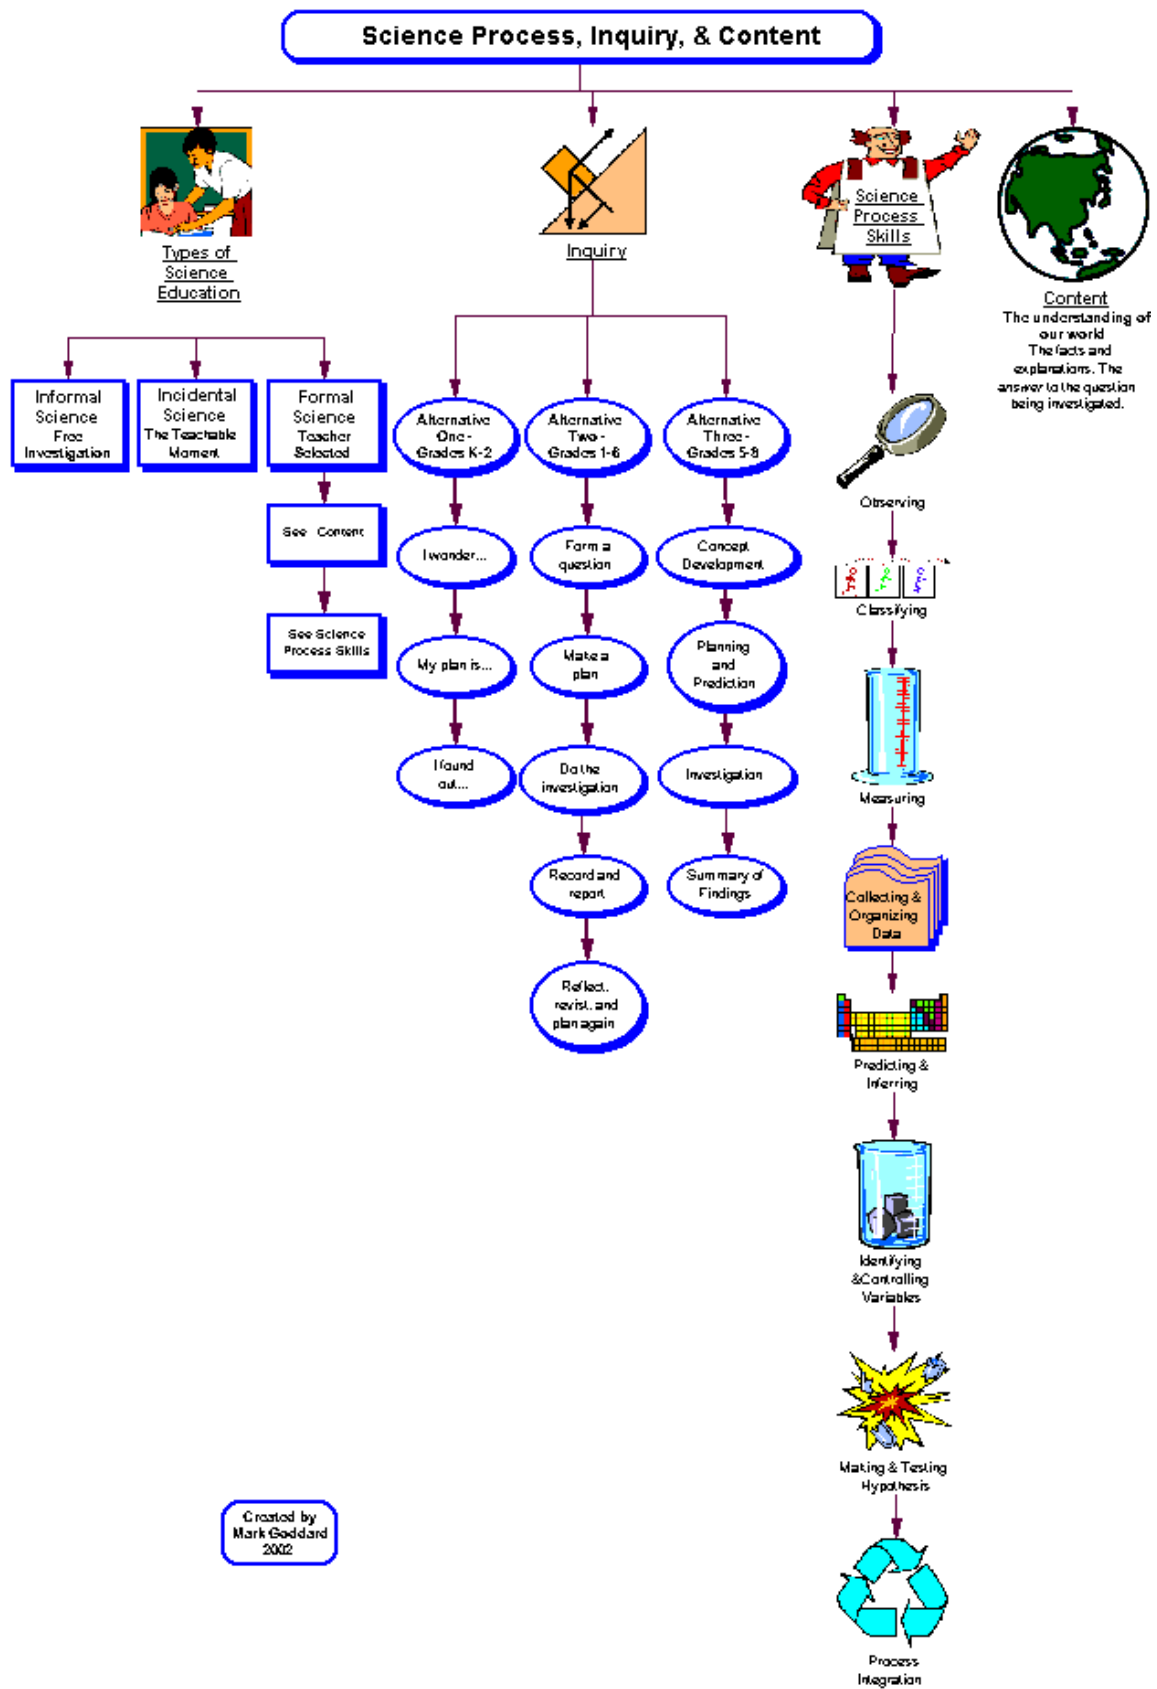 Science Process, Inquiry, & Content
Types of
Science
Education
Inquiry
Science
Process
Skills
Content
The understanding of
our world
The facts and
explanations. The
answer to the question
being investigated.
Informal
Science
Free
Investigation
Incidental
Science
The Teachable
Moment
Formal
Science
Teacher
Selected
See Content
See Science
Process Skills
Alternative
One -
Grades K-2
I wonder...
My plan is...
I found
out...
Alternative
Two -
Grades 1-6
Form a
question
Make a
plan
Do the
investigation
Record and
report
Reflect,
revist, and
plan again
Alternative
Three -
Grades 5-8
Concept
Development
Planning
and
Prediction
Investigation
Summary of
Findings
Observing
Classifying
Measuring
Collecting &
Organizing
Data
Predicting &
Inferring
Identifying
&Controlling
Variables
Making & Testing
Hypothesis
Process
Integration
Created by
Mark Goddard
2002